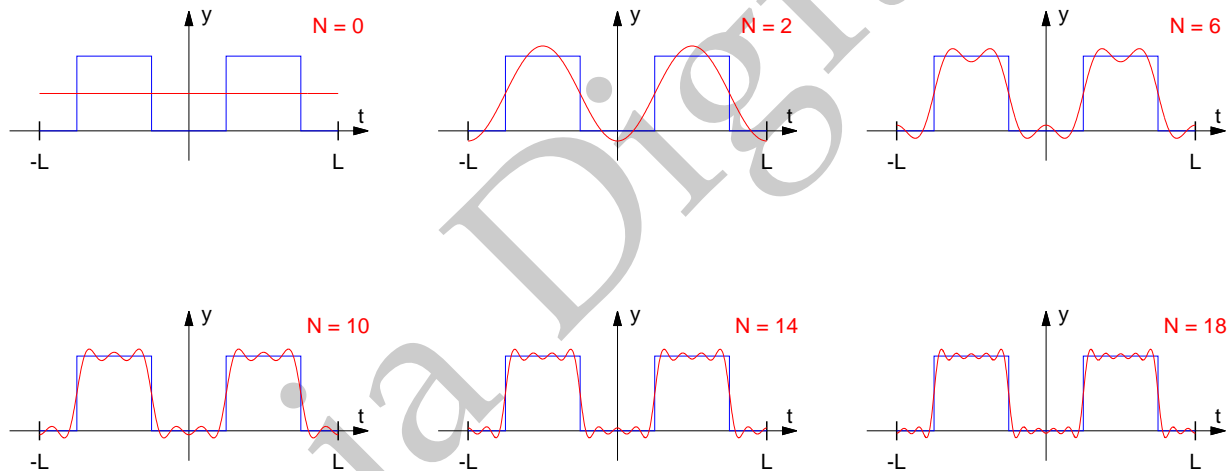 y
N = 0
t
-L L
y
N = 2
t
-L L
y
N = 6
t
-L L
y
N = 10
t
-L L
y
N = 14
t
-L L
y
N = 18
t
-L L